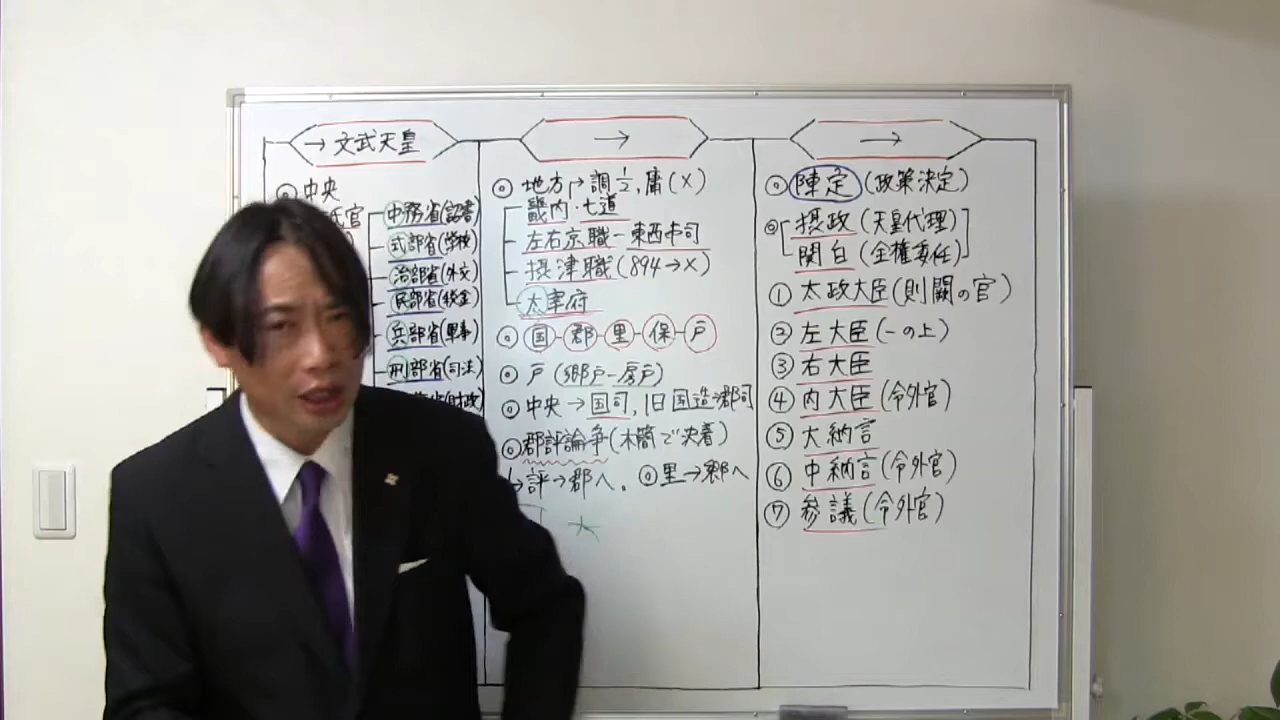 → 文武天皇
◎ 中央
官
中務省(詔書)
式部省(学校)
治部省(外交)
民部省(税金)
兵部省(軍事)
刑部省(司法)
省(財政)
→
◎ 地方→調½,庸(×)
畿内・七道
左右京職ー東西市司
摂津職(894→×)
太宰府
◎ 国-郡-里-保-戸
◎ 戸(郷戸ー房戸)
◎ 中央→国司,旧国造→郡司
◎ 郡評論争(木簡で決着)
→評→郡へ. ◎里→郷へ
大
→
◎ 陣定(政策決定)
◎ 摂政(天皇代理)
関白(全権委任)
① 太政大臣(則闕の官)
② 左大臣(一の上)
③ 右大臣
④ 内大臣(令外官)
⑤ 大納言
⑥ 中納言(令外官)
⑦ 参議(令外官)